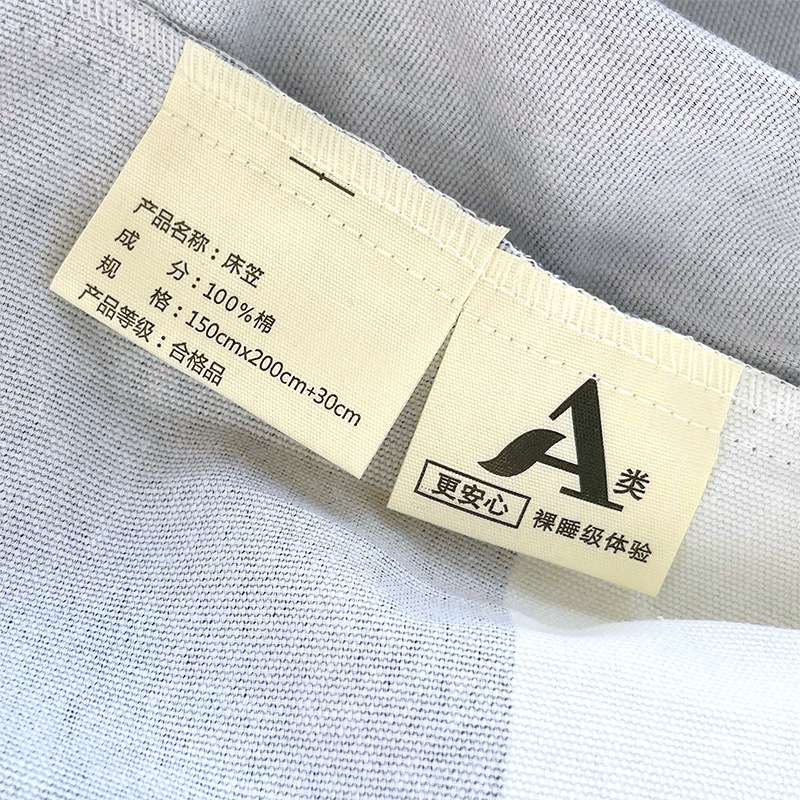 产品名称：床笠
成 分：100%棉
规 格：150cmx200cm+30cm
产品等级：合格品
A类
更安心 裸睡级体验